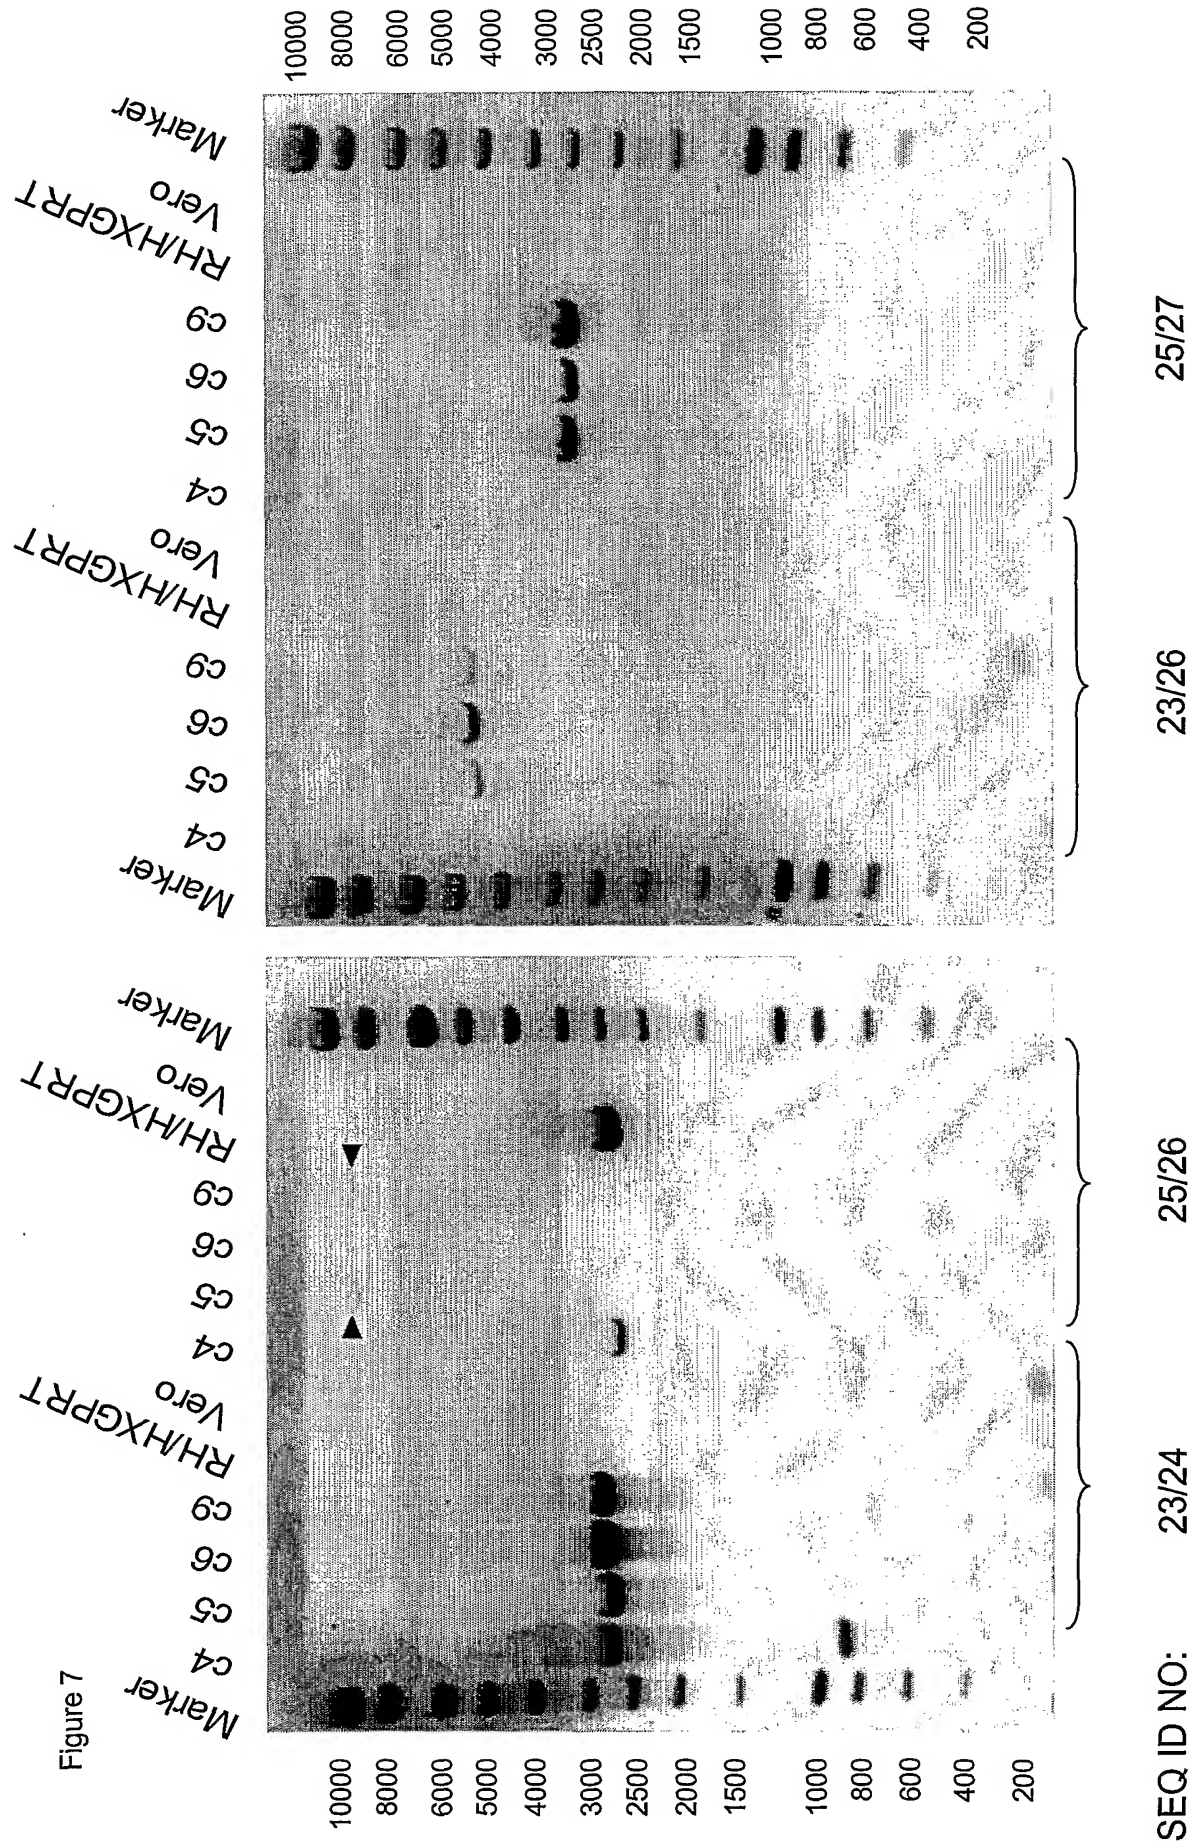 Figure 7
Marker
c4
c5
c6
c9
RH/HXGPRT
Vero
c4
c5
c6
c9
RH/HXGPRT
Vero
Marker
Marker
c4
c5
c6
c9
RH/HXGPRT
Vero
c4
c5
c6
c9
RH/HXGPRT
Vero
Marker
10000
8000
6000
5000
4000
3000
2500
2000
1500
1000
800
600
400
200
10000
8000
6000
5000
4000
3000
2500
2000
1500
1000
800
600
400
200
SEQ ID NO: 23/24 25/26 23/26 25/27